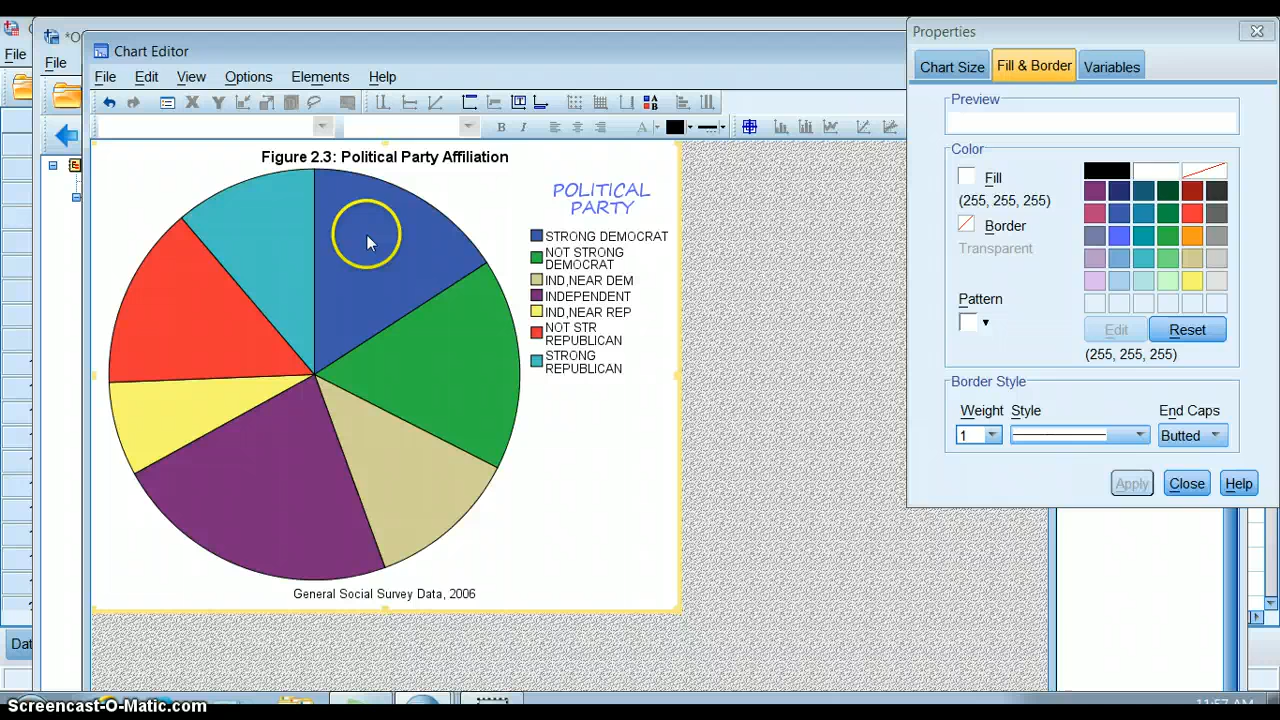 Chart Editor
Properties
File
*O
File
File Edit View Options Elements Help
Chart Size Fill & Border Variables
Preview
B I
A
X Y
Color
Fill
(255, 255, 255)
Border
Transparent
Pattern
Edit Reset
(255, 255, 255)
Border Style
Weight Style End Caps
1 Butted
Apply Close Help
Figure 2.3: Political Party Affiliation
POLITICAL
PARTY
STRONG DEMOCRAT
NOT STRONG
DEMOCRAT
IND,NEAR DEM
INDEPENDENT
IND,NEAR REP
NOT STR
REPUBLICAN
STRONG
REPUBLICAN
General Social Survey Data, 2006
Dat
Screencast-O-Matic.com